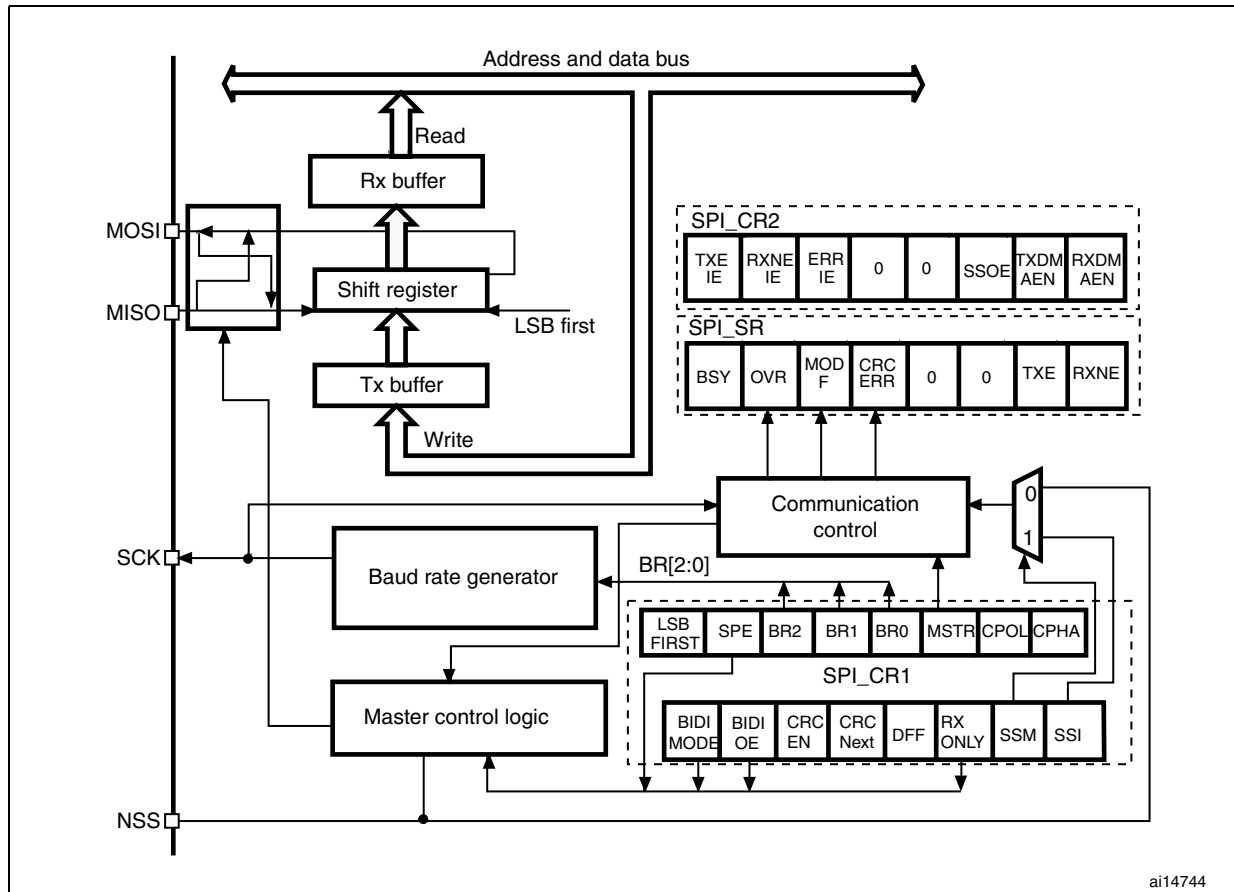 Address and data bus
Read
Rx buffer
MOSI
SPI_CR2
TXE IE
RXNE IE
ERR IE
0
0
SSOE
TXDM AEN
RXDM AEN
Shift register
MISO
LSB first
SPI_SR
BSY
OVR
MOD F
CRC ERR
0
0
TXE
RXNE
Tx buffer
Write
Communication
control
0
1
SCK
Baud rate generator
BR[2:0]
LSB FIRST
SPE
BR2
BR1
BR0
MSTR
CPOL
CPHA
SPI_CR1
Master control logic
BIDI MODE
BIDI OE
CRC EN
CRC Next
DFF
RX ONLY
SSM
SSI
NSS
ai14744